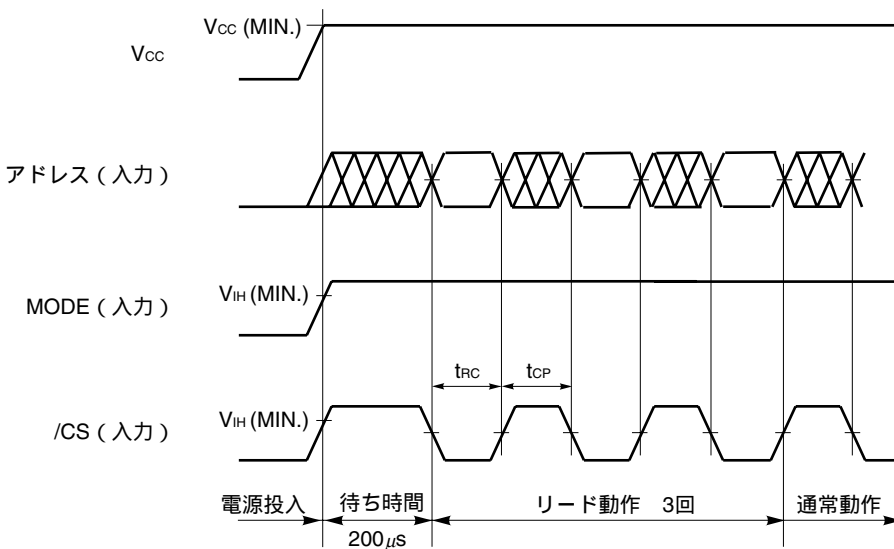 VCC (MIN.)
VCC
アドレス（入力）
VIH (MIN.)
MODE（入力）
tRC
tCP
VIH (MIN.)
/CS（入力）
電源投入
待ち時間
リード動作　3回
通常動作
200μs